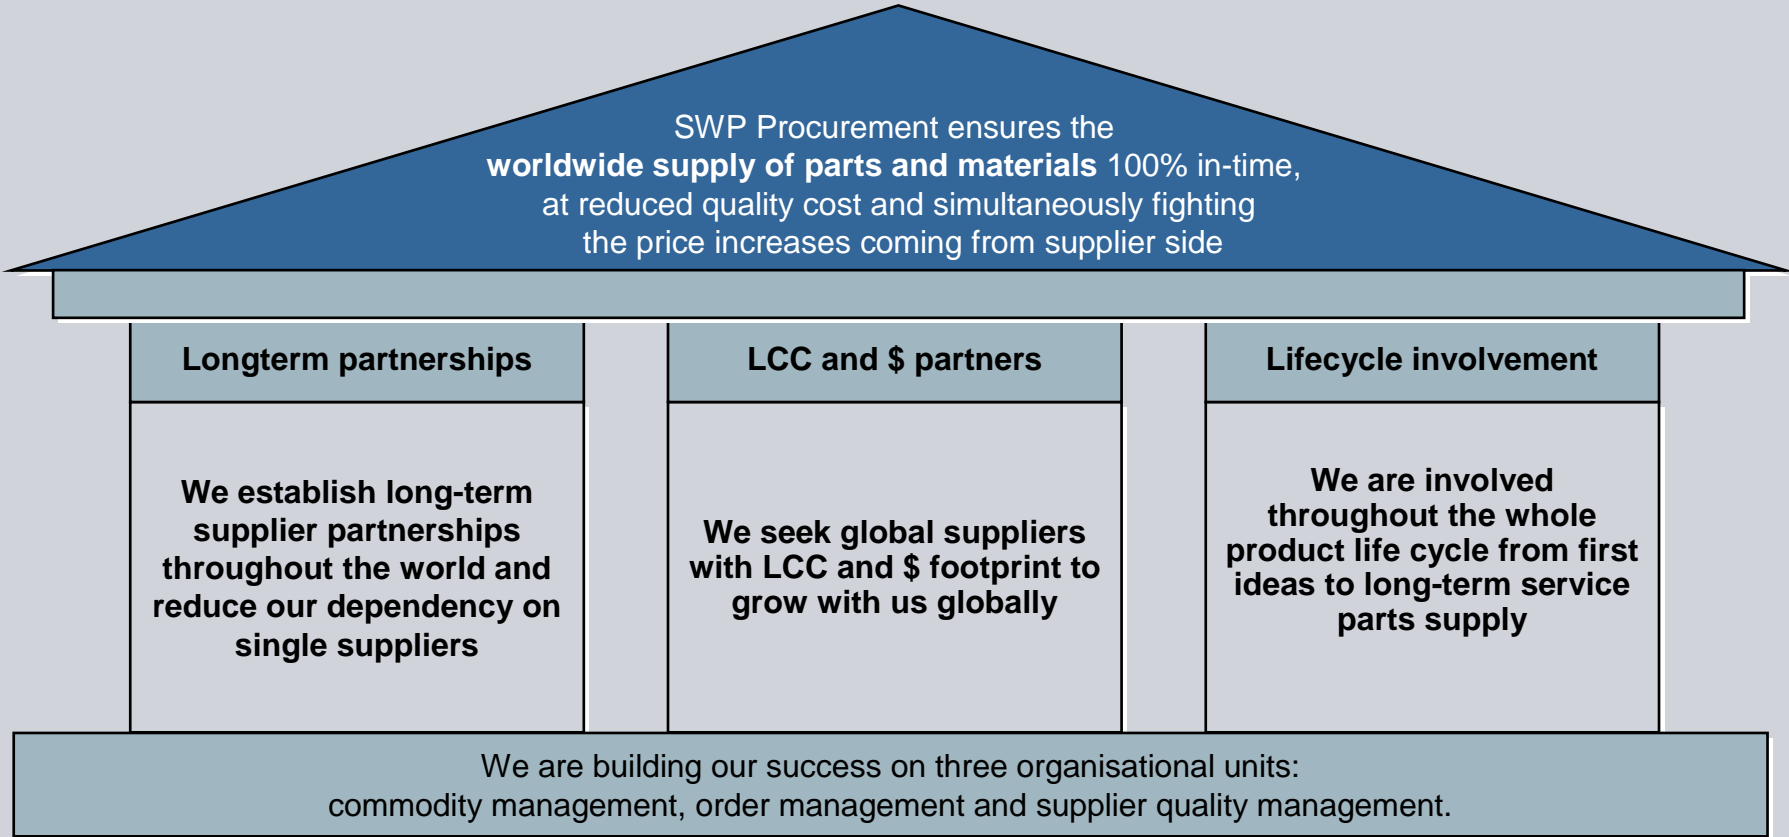 SWP Procurement ensures the
worldwide supply of parts and materials 100% in-time,
at reduced quality cost and simultaneously fighting
the price increases coming from supplier side
Longterm partnerships
We establish long-term
supplier partnerships
throughout the world and
reduce our dependency on
single suppliers
LCC and $ partners
We seek global suppliers
with LCC and $ footprint to
grow with us globally
Lifecycle involvement
We are involved
throughout the whole
product life cycle from first
ideas to long-term service
parts supply
We are building our success on three organisational units:
commodity management, order management and supplier quality management.